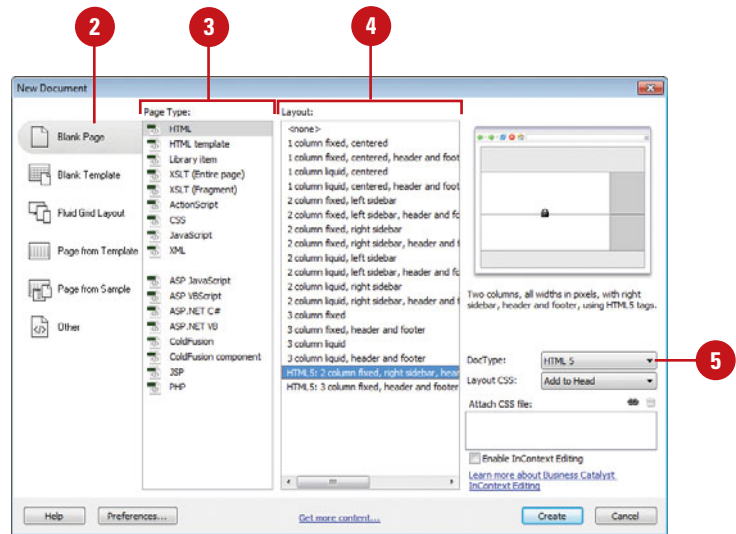 2
3
4
New Document
Blank Page
Blank Template
Fluid Grid Layout
Page from Template
Page from Sample
Other
Page Type:
HTML
HTML template
Library item
XSLT (Entire page)
XSLT (Fragment)
ActionScript
CSS
JavaScript
XML
ASP JavaScript
ASP VBScript
ASP.NET C#
ASP.NET VB
ColdFusion
ColdFusion component
JSP
PHP
Layout:
<none>
1 column fixed, centered
1 column fixed, centered, header and foot
1 column liquid, centered
1 column liquid, centered, header and foot
2 column fixed, left sidebar
2 column fixed, left sidebar, header and fo
2 column fixed, right sidebar
2 column fixed, right sidebar, header and f
2 column liquid, left sidebar
2 column liquid, left sidebar, header and fo
2 column liquid, right sidebar
2 column liquid, right sidebar, header and f
3 column fixed
3 column fixed, header and footer
3 column liquid
3 column liquid, header and footer
HTML5: 2 column fixed, right sidebar, head
HTML5: 3 column fixed, header and footer
Two columns, all widths in pixels, with right
sidebar, header and footer, using HTML5 tags.
DocType: HTML 5
5
Layout CSS: Add to Head
Attach CSS file:
Enable InContext Editing
Learn more about Business Catalyst
InContext Editing
Help
Preferences...
Get more content...
Create
Cancel